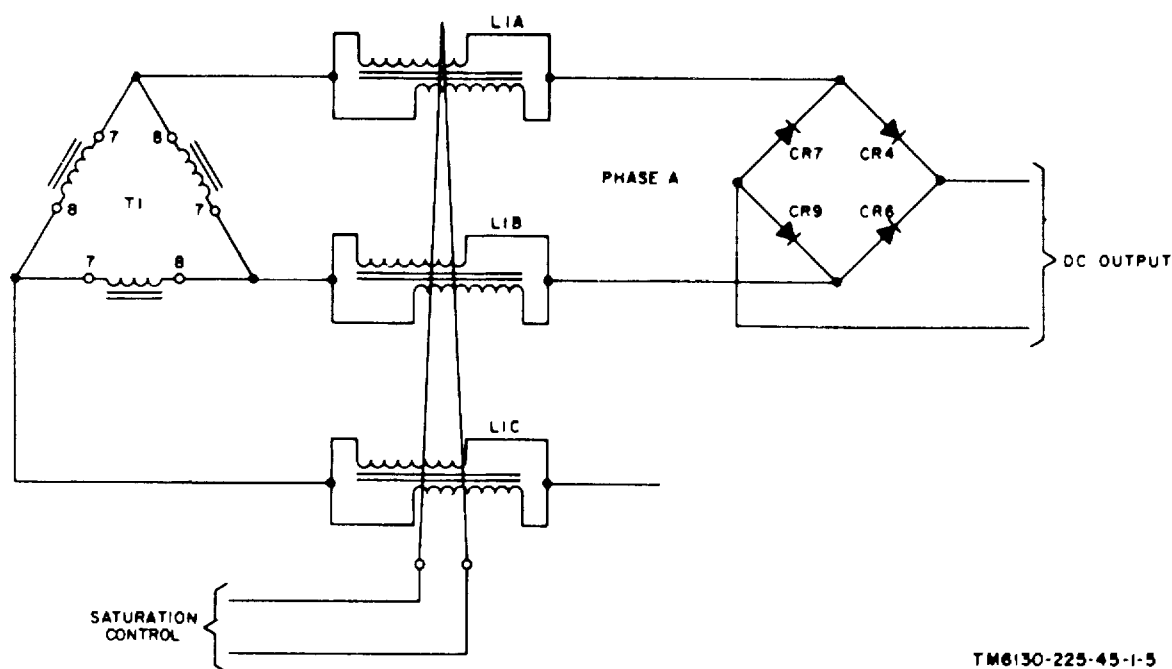 L1A
7
8
T1
8
7
7
8
PHASE A
CR7
CR4
CR9
CR6
L1B
DC OUTPUT
L1C
SATURATION
CONTROL
TM6130-225-45-1-5